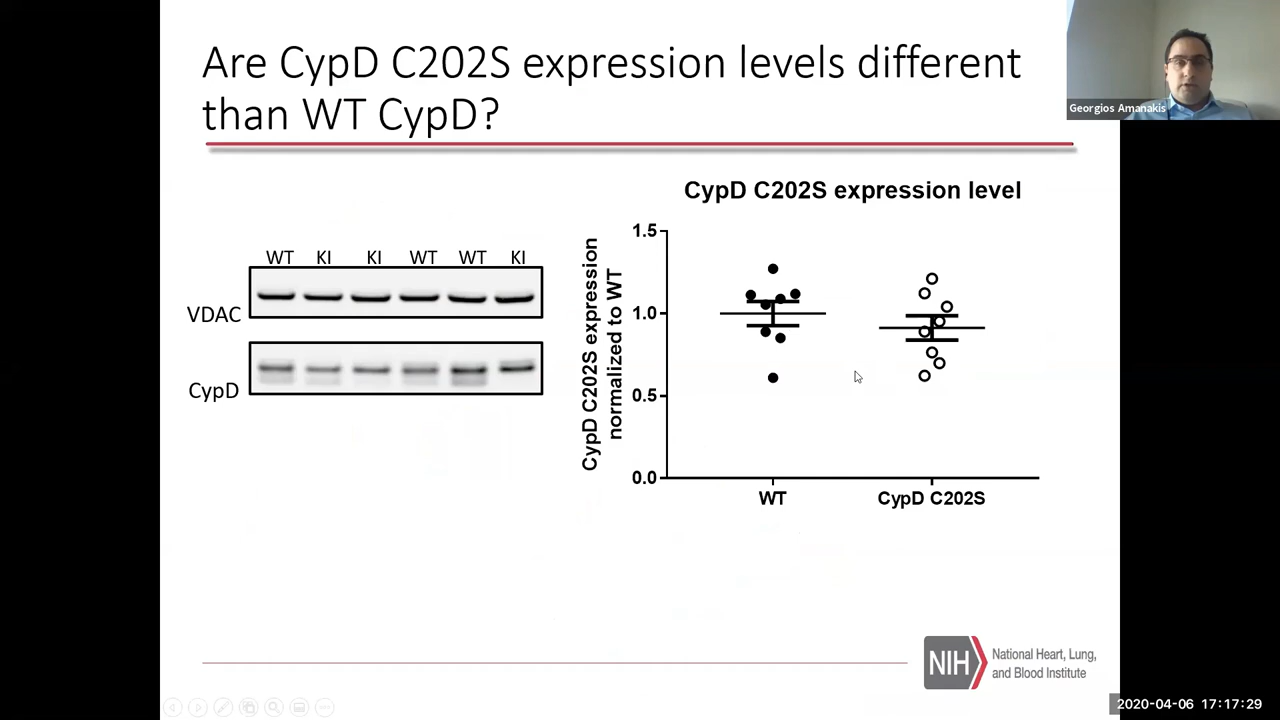 Are CypD C202S expression levels different
than WT CypD?
Georgios Amanakis
CypD C202S expression level
WT KI KI WT WT KI
VDAC
CypD
CypD C202S expression
normalized to WT
1.5
1.0
0.5
0.0
WT CypD C202S
NIH
National Heart, Lung,
and Blood Institute
2020-04-06 17:17:29